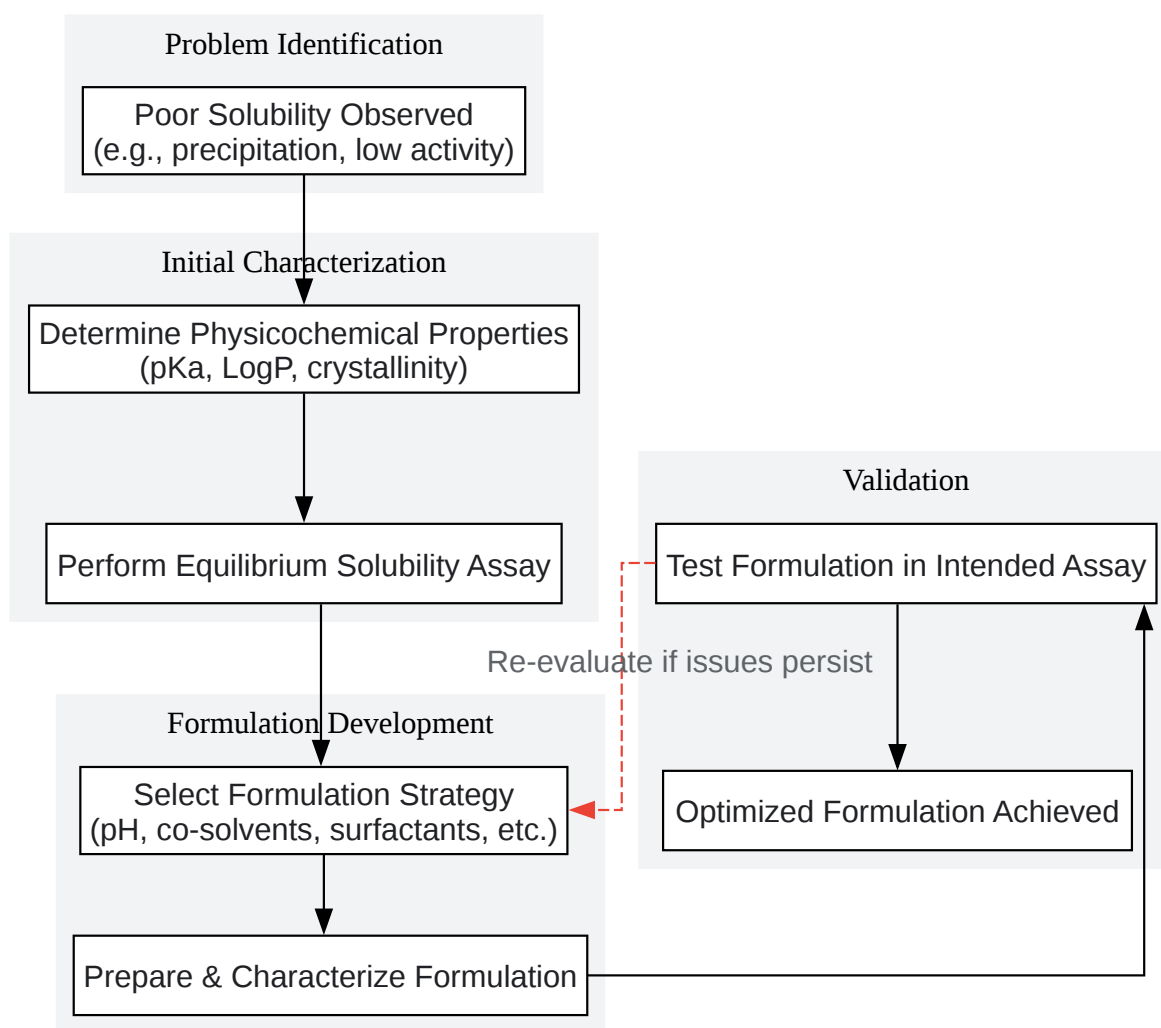 Problem Identification
Poor Solubility Observed
(e.g., precipitation, low activity)
Initial Characterization
Determine Physicochemical Properties
(pKa, LogP, crystallinity)
Perform Equilibrium Solubility Assay
Formulation Development
Select Formulation Strategy
(pH, co-solvents, surfactants, etc.)
Prepare & Characterize Formulation
Validation
Test Formulation in Intended Assay
Re-evaluate if issues persist
Optimized Formulation Achieved